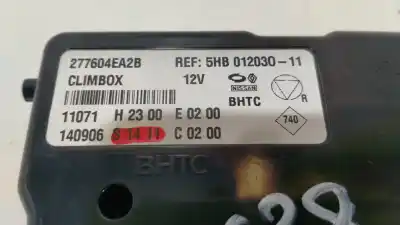 277604EA2B REF: 5HB 012030-11
CLIMBOX 12V NISSAN
BHTC R
11071 H 23 00 E 02 00
140906 S 14 11 C 02 00 740
BHTC